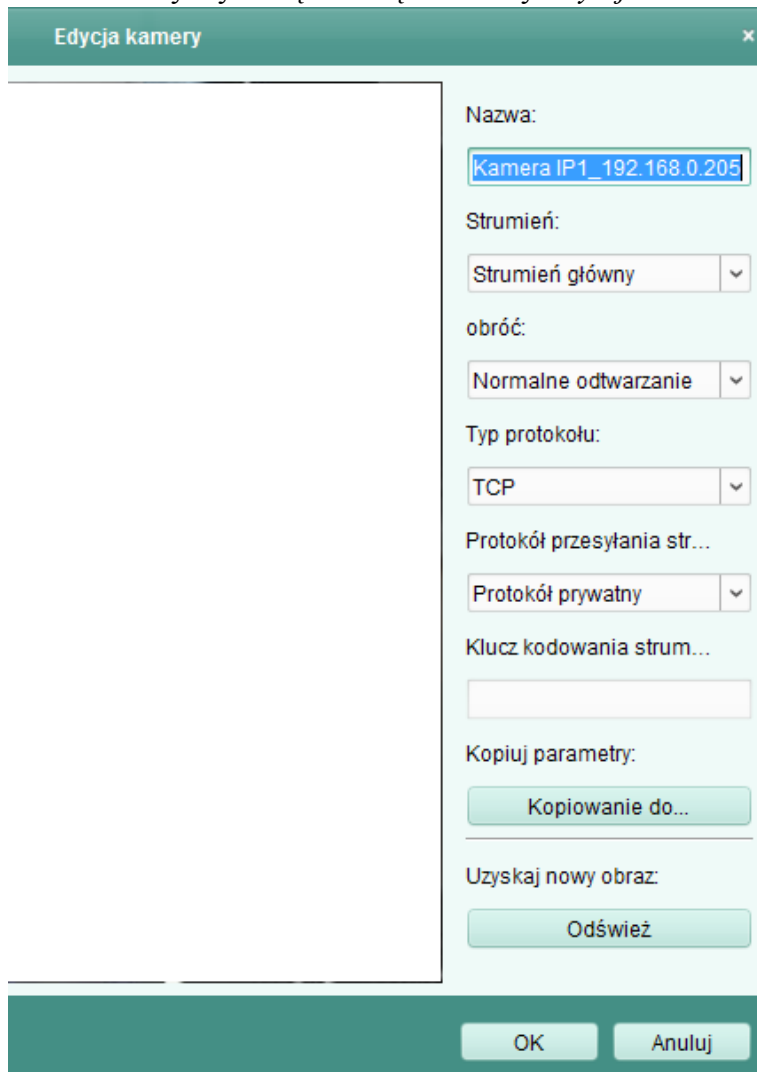 Edycja kamery
×
Nazwa:
Kamera IP1_192.168.0.205
Strumień:
Strumień główny
obróć:
Normalne odtwarzanie
Typ protokołu:
TCP
Protokół przesyłania str...
Protokół prywatny
Klucz kodowania strum...
Kopiuj parametry:
Kopiowanie do...
Uzyskaj nowy obraz:
Odśwież
OK Anuluj